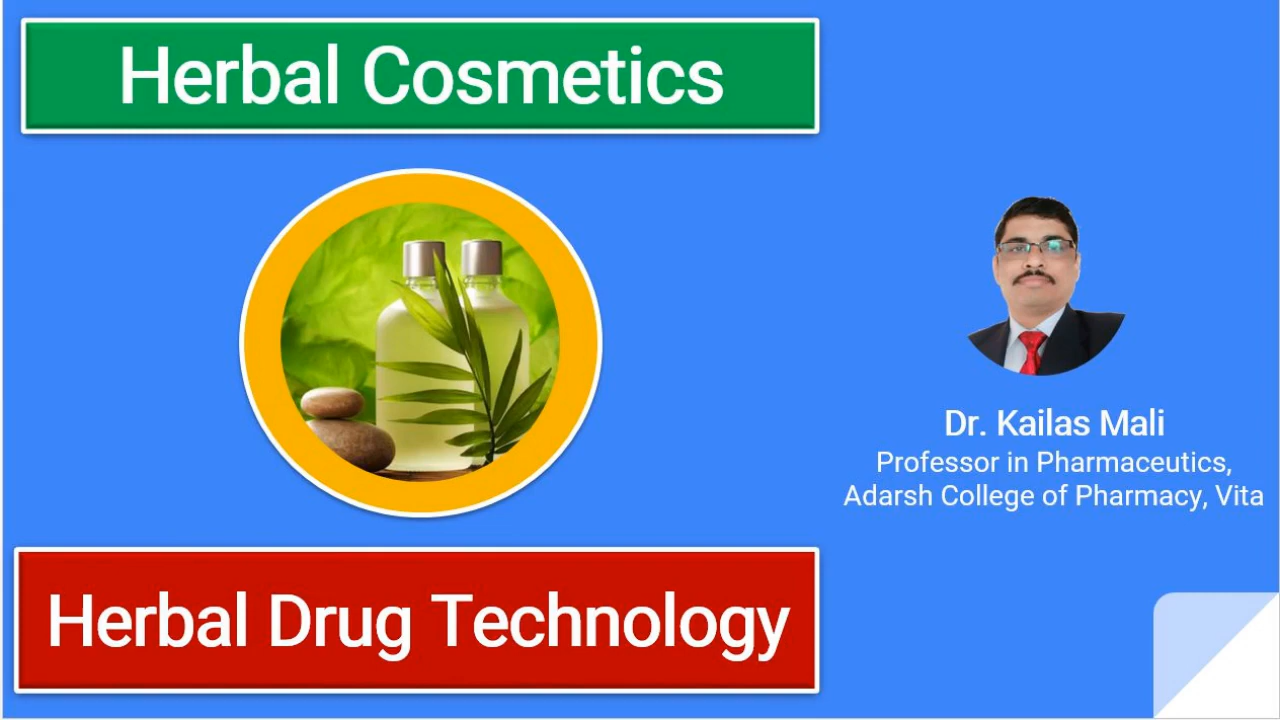 Herbal Cosmetics
Dr. Kailas Mali
Professor in Pharmaceutics,
Adarsh College of Pharmacy, Vita
Herbal Drug Technology